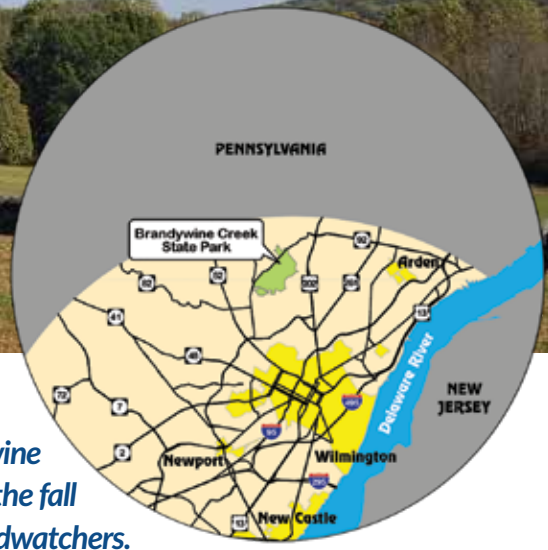 PENNSYLVANIA
Brandywine Creek
State Park
92
Arden
82
52
202
261
13
41
48
Delaware River
NEW
JERSEY
72
7
495
95
2
Newport
Wilmington
295
13
New Castle
vine
the fall
dwatchers.